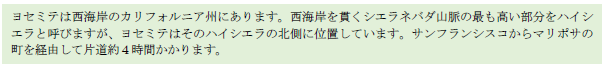 ヨセミテは西海岸のカリフォルニア州にあります。西海岸を貫くシエラネバダ山脈の最も高い部分をハイシ
エラと呼びますが、ヨセミテはそのハイシエラの北側に位置しています。サンフランシスコからマリポサの
町を経由して片道約４時間かかります。